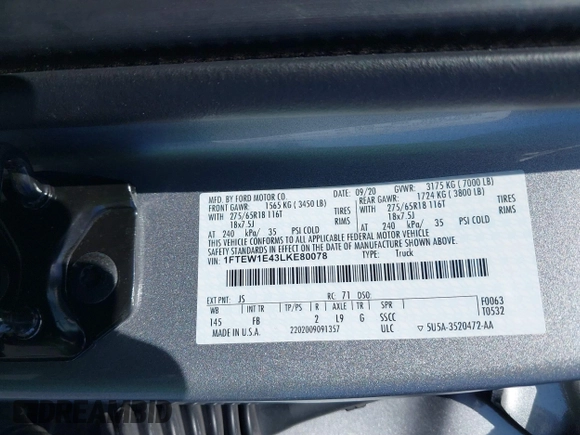 MFD. BY FORD MOTOR CO.
DATE: 09/20 GVWR: 3175 KG ( 7000 LB)
FRONT GAWR: 1565 KG ( 3450 LB) REAR GAWR: 1724 KG ( 3800 LB)
WITH 275/65R18 116T WITH 275/65R18 116T
18x7.5J 18x7.5J
AT 240 kPa/ 35 PSI COLD AT 240 kPa/ 35 PSI COLD
THIS VEHICLE CONFORMS TO ALL APPLICABLE FEDERAL MOTOR VEHICLE
SAFETY STANDARDS IN EFFECT ON THE DATE OF MANUFACTURE SHOWN ABOVE.
VIN: 1FTEW1E43LKE80078 TYPE: Truck
EXT PNT: JS RC: 71 DSO: F0063
WB INT TR TP/PS R AXLE TR SPR T0532
145 FB 2 L9 G SSCC
MADE IN U.S.A. 2202009091357 ULC 5U5A-3520472-AA
DREAMBID